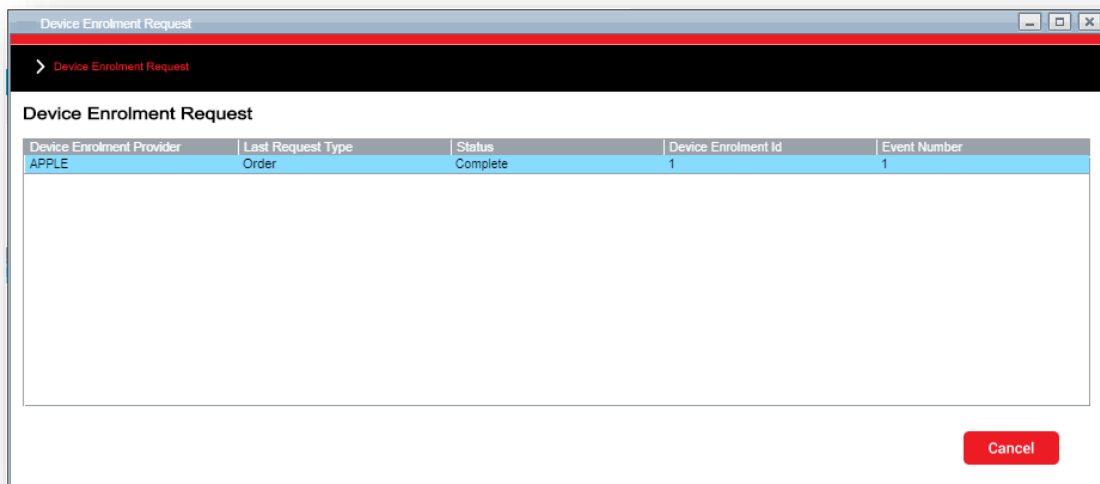 Device Enrolment Request
Device Enrolment Request
Device Enrolment Request
Device Enrolment Provider Last Request Type Status Device Enrolment Id Event Number
APPLE Order Complete 1 1
Cancel